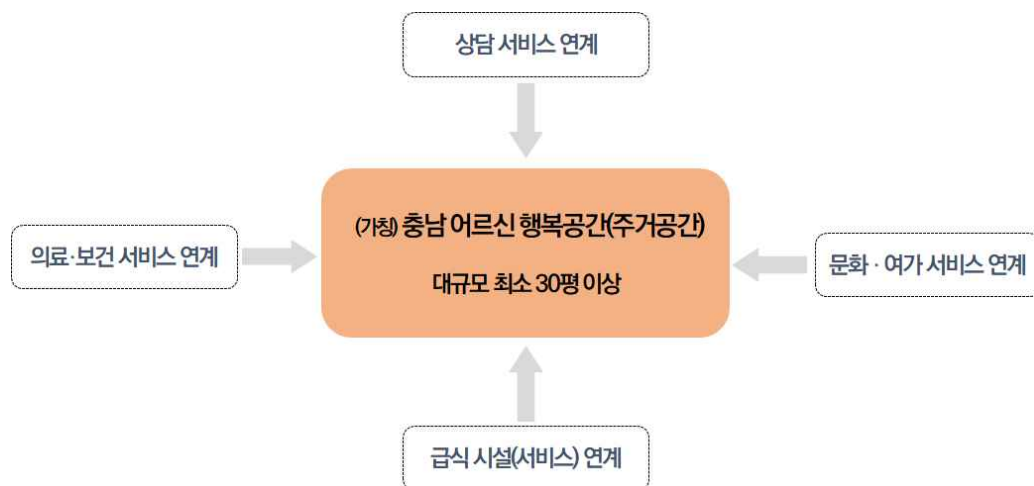 상담 서비스 연계
(가칭) 충남 어르신 행복공간(주거공간)
대규모 최소 30평 이상
의료·보건 서비스 연계
문화 · 여가 서비스 연계
급식 시설(서비스) 연계